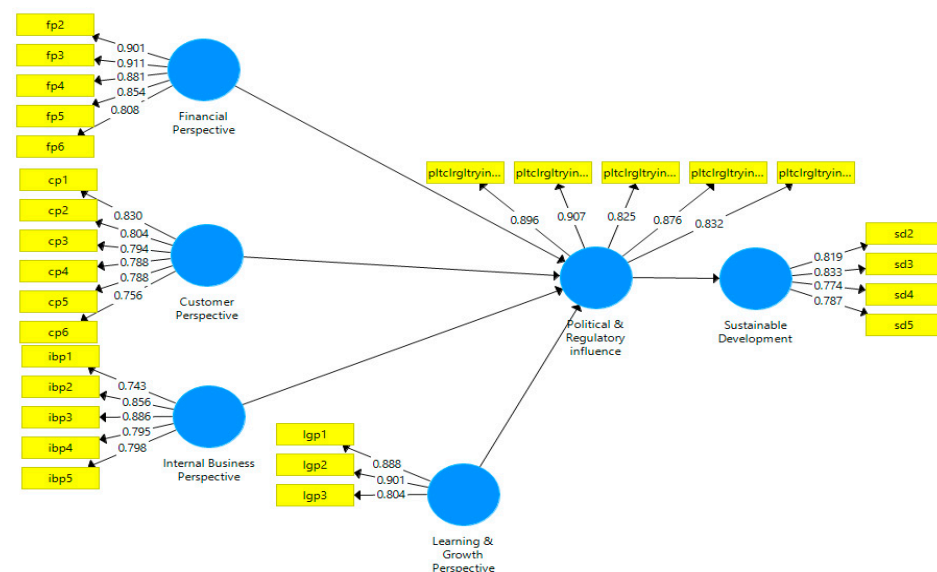 fp2
fp3
fp4
fp5
fp6
0.901
0.911
0.881
0.854
0.808
Financial
Perspective
cp1
cp2
cp3
cp4
cp5
cp6
0.830
0.804
0.794
0.788
0.788
0.756
Customer
Perspective
ibp1
ibp2
ibp3
ibp4
ibp5
0.743
0.856
0.886
0.795
0.798
Internal Business
Perspective
lgp1
lgp2
lgp3
0.888
0.901
0.804
Learning &
Growth
Perspective
pltclrgltryin... pltclrgltryin... pltclrgltryin... pltclrgltryin... pltclrgltryin...
0.896 0.907 0.825 0.876 0.832
Political &
Regulatory
influence
Sustainable
Development
0.819
0.833
0.774
0.787
sd2
sd3
sd4
sd5